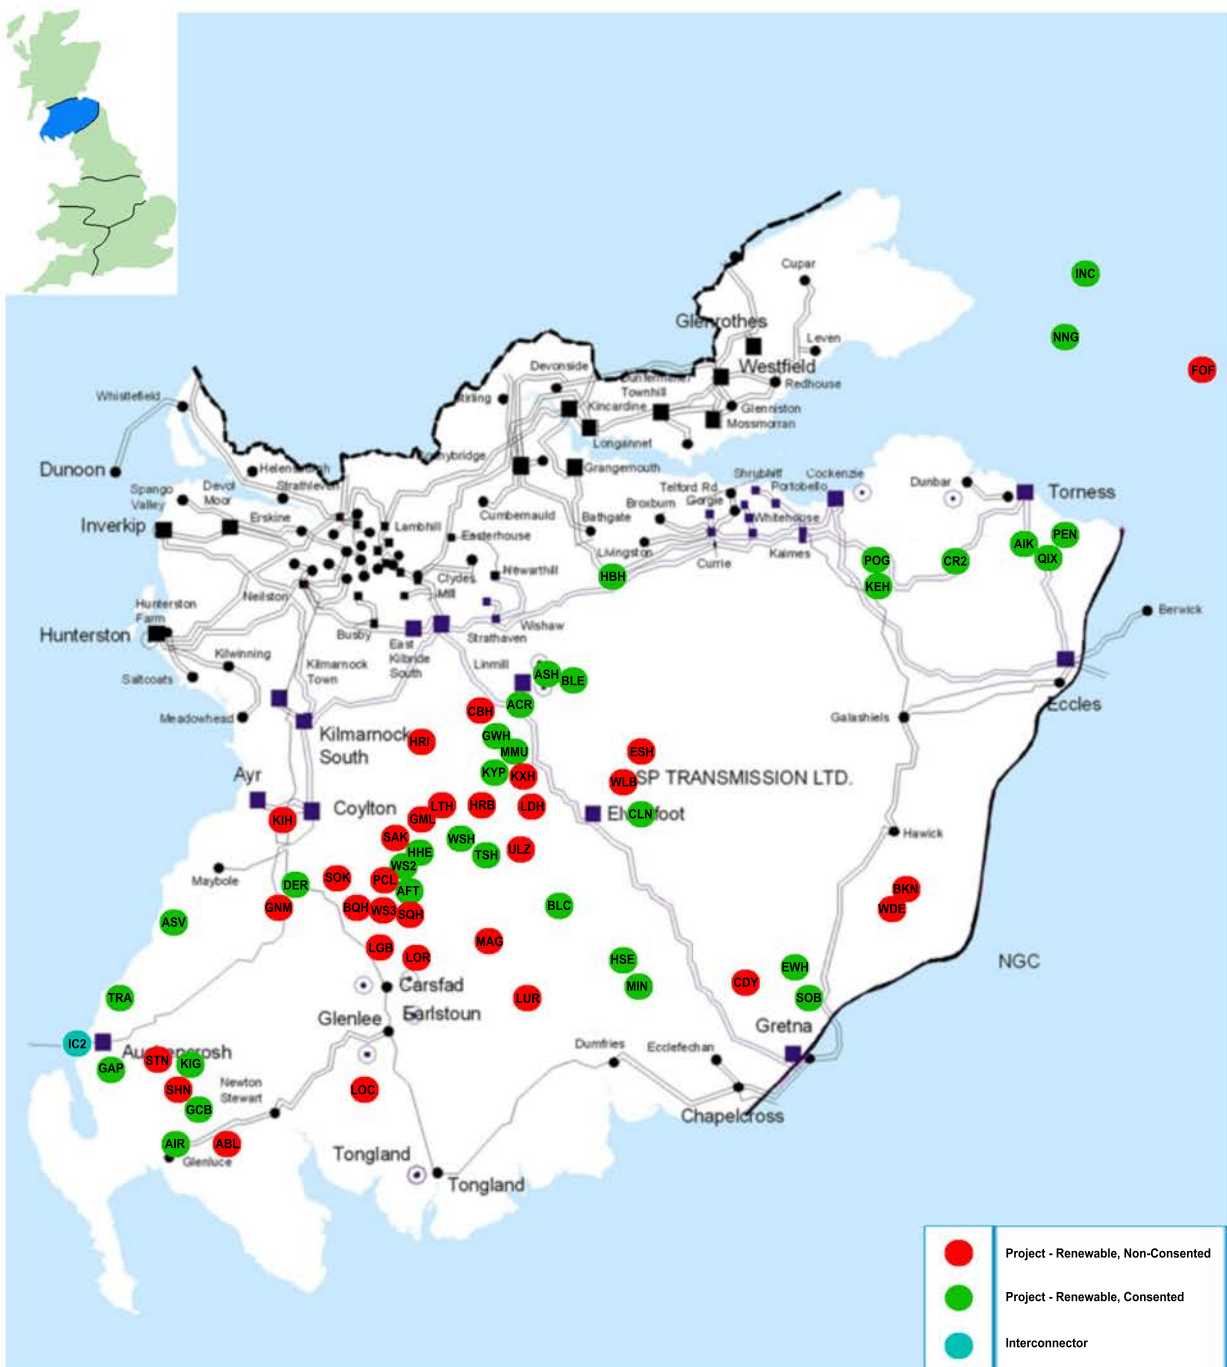 INC
Cupar
Glenrothes
NNG
Leven
Westfield
FOF
Devonside
Townhill
Redhouse
Whistlefield
Stirling
Kincardine
Glenniston
Mossmorran
Longannet
Dunoon
Helensburgh
Grangemouth
Shrubhill
Cockenzie
Spango
Valley
Devol
Moor
Strathleven
Telford Rd
Gorgie
Portobello
Dunbar
Torness
Inverkip
Erskine
Lambhill
Cumbernauld
Broxburn
Bathgate
Whitehouse
Easterhouse
Livingston
Currie
Kaimes
PEN
AIK
QIX
POG
CR2
KEH
HBH
Clydes
Mill
Newarthill
Neilston
Hunterston
Farm
Hunterston
Busby
East
Kilbride
South
Strathaven
Wishaw
Berwick
Kilwinning
Saltcoats
Kilmarnock
Town
Linmill
ASH
BLE
Eccles
Meadowhead
CBH
ACR
Galashiels
Kilmarnock
South
HRI
GWH
MMU
ESH
Ayr
KYP
KXH
WLB
SP TRANSMISSION LTD.
Coylton
LTH
HRB
LDH
KIH
GML
CLN
SAK
WSH
Hawick
HHE
TSH
ULZ
WS2
Maybole
DER
SOK
PCL
AFT
BKN
GNM
BQH
WS3
SQH
BLC
WDE
ASV
LGB
LOR
MAG
HSE
EWH
NGC
CDY
MIN
Carsfad
TRA
LUR
SOB
Glenlee
Earlstoun
Gretna
IC2
Auchencrosh
Dumfries
Ecclefechan
GAP
STN
KIG
SHN
Newton
Stewart
LOC
GCB
Chapelcross
AIR
ABL
Glenluce
Tongland
Tongland
Project - Renewable, Non-Consented
Project - Renewable, Consented
Interconnector